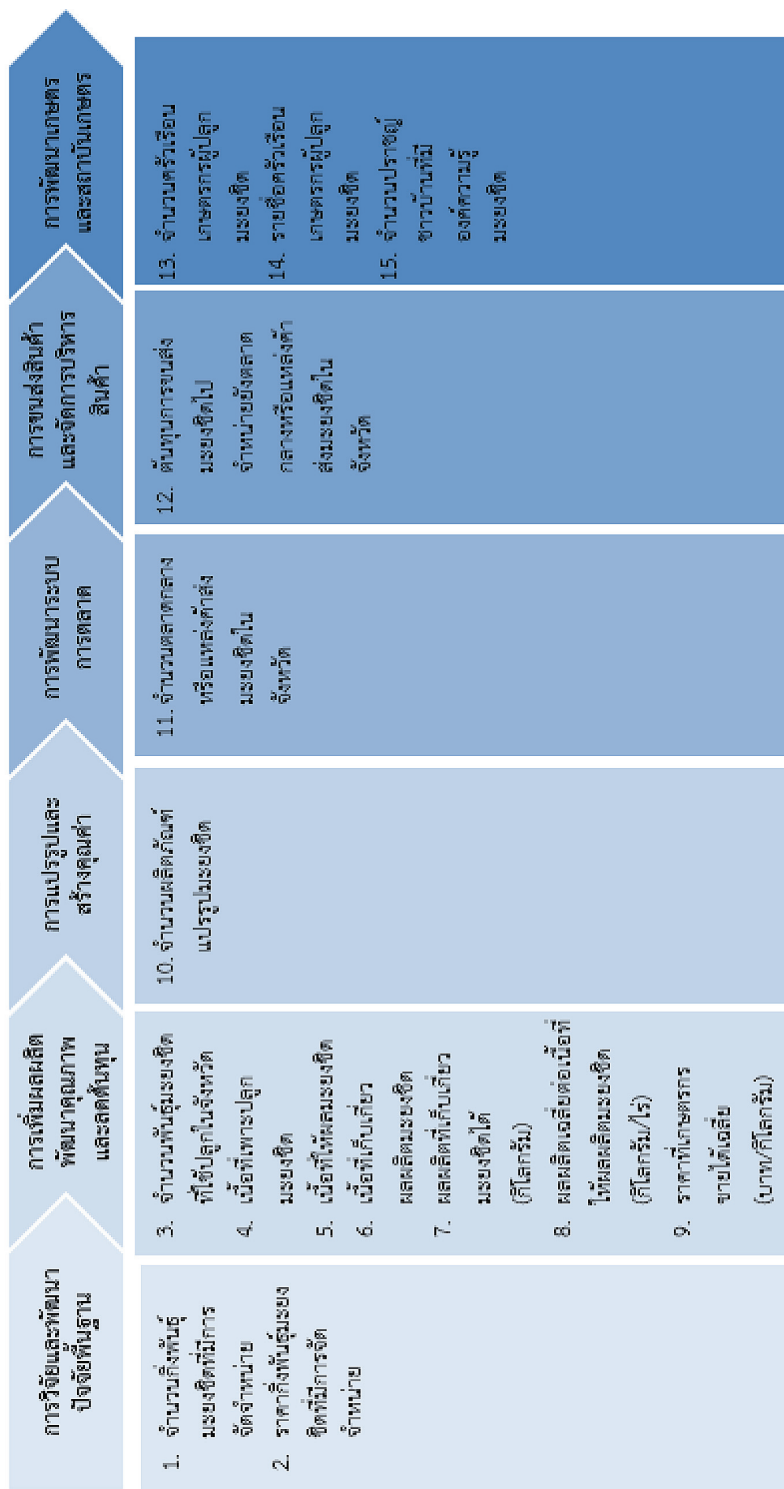 การวิจัยและพัฒนา
ปัจจัยพื้นฐาน
1. จำนวนกิ่งพันธุ์
มะยงชิดที่มีการ
จัดจำหน่าย
2. ราคากิ่งพันธุ์มะยง
ชิดที่มีการจัด
จำหน่าย
การเพิ่มผลผลิต
พัฒนาคุณภาพ
และลดต้นทุน
3. จำนวนพันธุ์มะยงชิด
ที่ใช้ปลูกในจังหวัด
4. เนื้อที่เพาะปลูก
มะยงชิด
5. เนื้อที่ให้ผลมะยงชิด
6. เนื้อที่เก็บเกี่ยว
ผลผลิตมะยงชิด
7. ผลผลิตที่เก็บเกี่ยว
มะยงชิดได้
(กิโลกรัม)
8. ผลผลิตเฉลี่ยต่อเนื้อที่
ให้ผลผลิตมะยงชิด
(กิโลกรัม/ไร่)
9. ราคาที่เกษตรกร
ขายได้เฉลี่ย
(บาท/กิโลกรัม)
การแปรรูปและ
สร้างคุณค่า
10. จำนวนผลิตภัณฑ์
แปรรูปมะยงชิด
การพัฒนาระบบ
การตลาด
11. จำนวนตลาดกลาง
หรือแหล่งค้าส่ง
มะยงชิดใน
จังหวัด
การขนส่งสินค้า
และจัดการบริหาร
สินค้า
12. ต้นทุนการขนส่ง
มะยงชิดไป
จำหน่ายยังตลาด
กลางหรือแหล่งค้า
ส่งมะยงชิดใน
จังหวัด
การพัฒนาเกษตร
และสถาบันเกษตร
13. จำนวนครัวเรือน
เกษตรกรผู้ปลูก
มะยงชิด
14. รายชื่อครัวเรือน
เกษตรกรผู้ปลูก
มะยงชิด
15. จำนวนปราชญ์
ชาวบ้านที่มี
องค์ความรู้
มะยงชิด